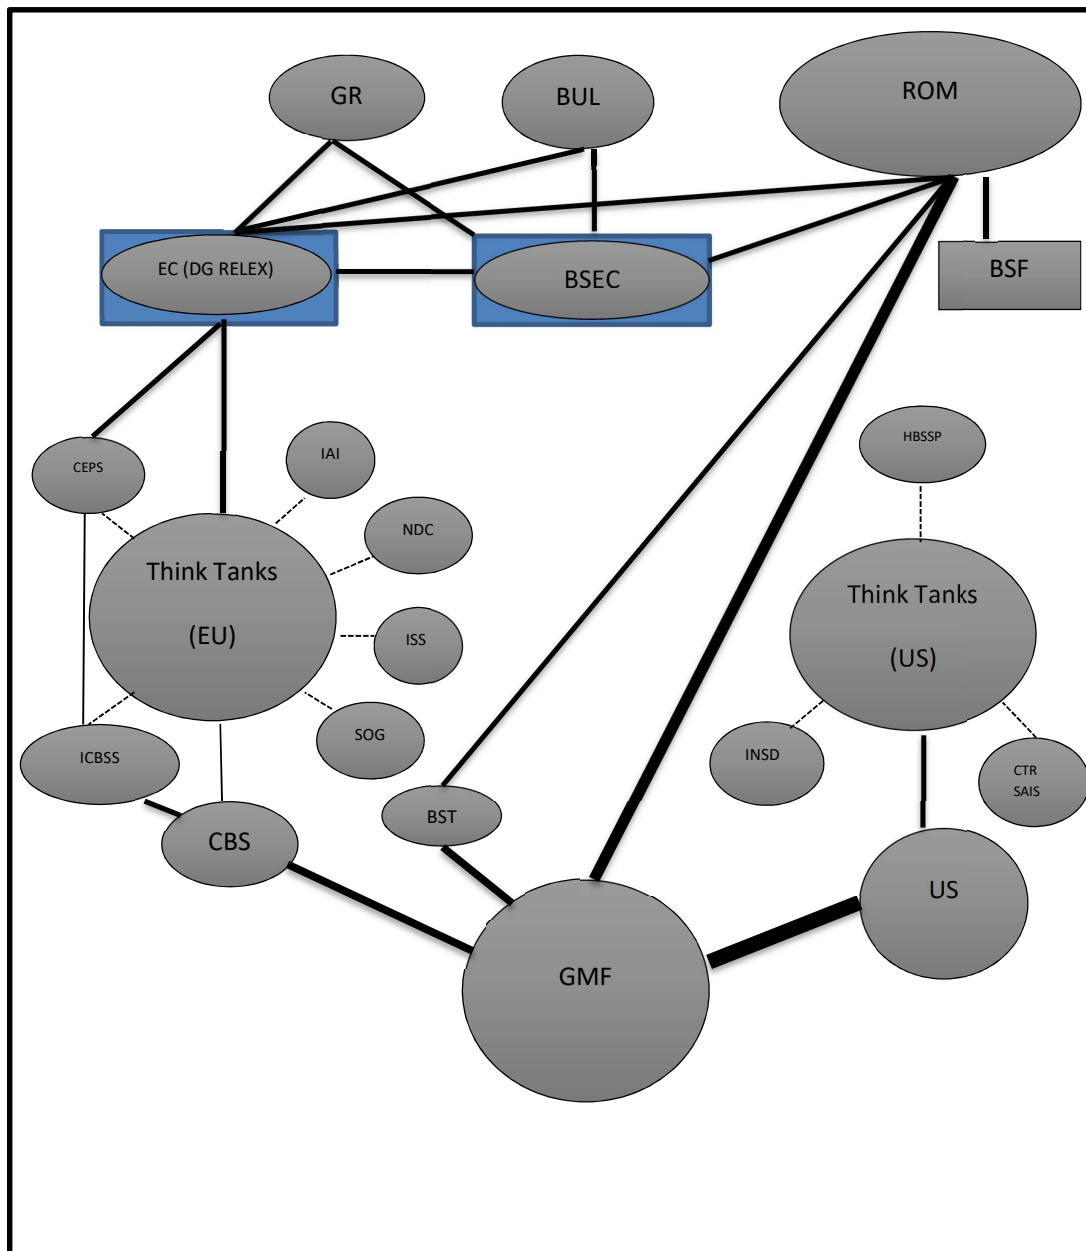 GR
BUL
ROM
EC (DG RELEX)
BSEC
BSF
CEPS
IAI
HBSSP
NDC
Think Tanks
(EU)
Think Tanks
(US)
ISS
SOG
ICBSS
INSD
CTR
SAIS
BST
CBS
US
GMF